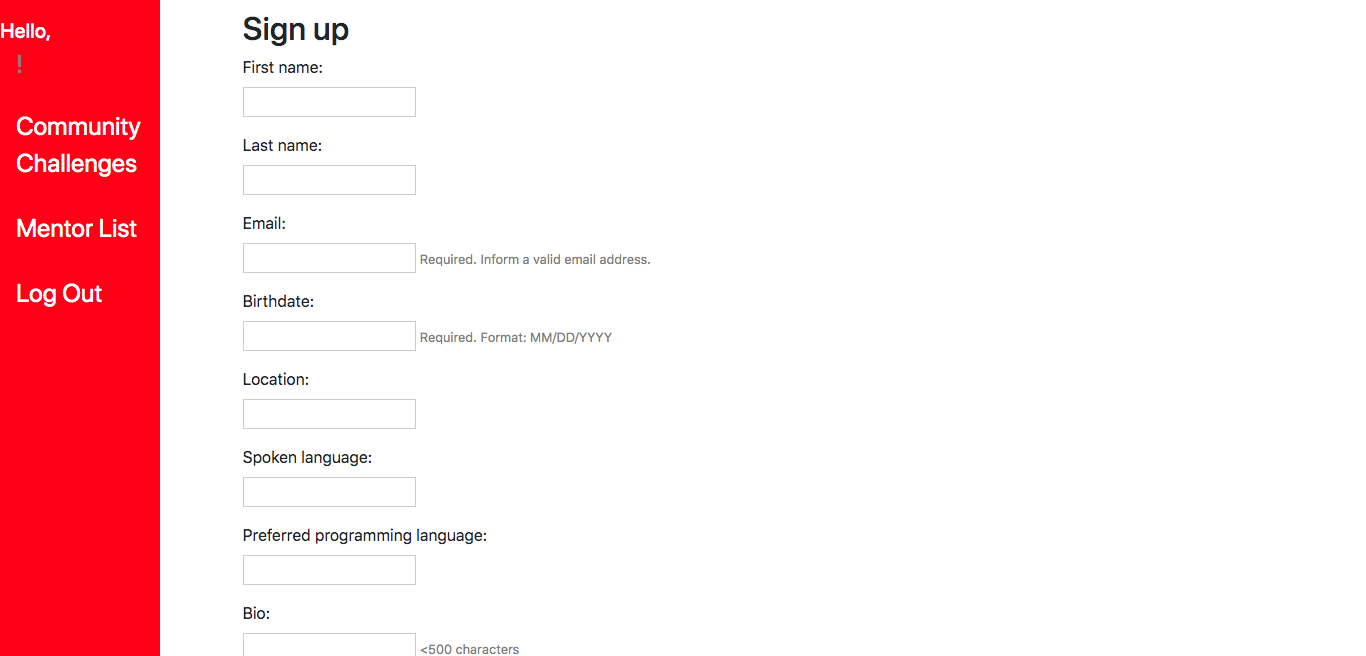 Hello,
!
Community
Challenges
Mentor List
Log Out
Sign up
First name:
Last name:
Email:
Required. Inform a valid email address.
Birthdate:
Required. Format: MM/DD/YYYY
Location:
Spoken language:
Preferred programming language:
Bio:
<500 characters